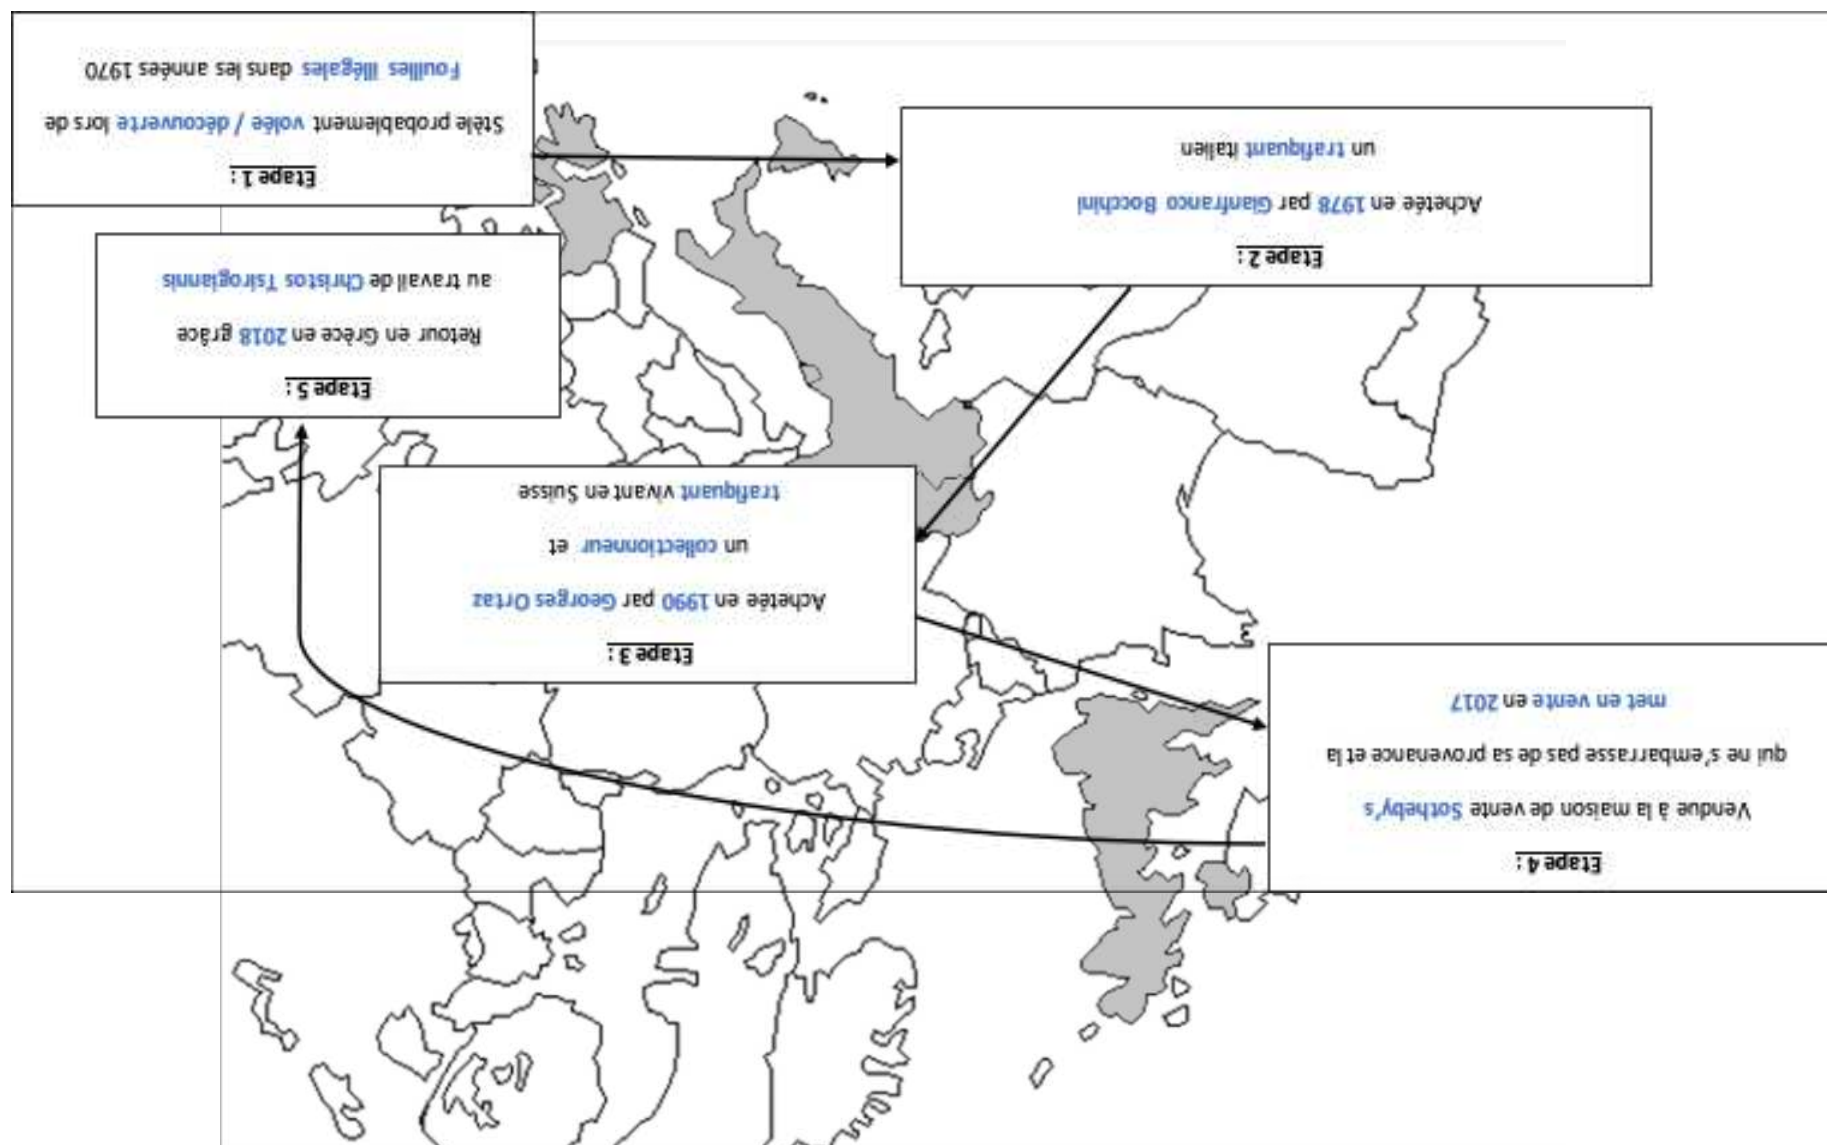 Etape 4 :
Vendue à la maison de vente Sotheby's
qui ne s'embarrasse pas de sa provenance et la
met en vente en 2017
Etape 3 :
Achetée en 1990 par Georges Ortaz
un collectionneur et
trafiquant vivant en Suisse
Etape 5 :
Retour en Grèce en 2018 grâce
au travail de Christos Tsirogiannis
Etape 2 :
Achetée en 1978 par Gianfranco Bocchini
un trafiquant italien
Etape 1 :
Stèle probablement volée / découverte lors de
Fouilles illégales dans les années 1970